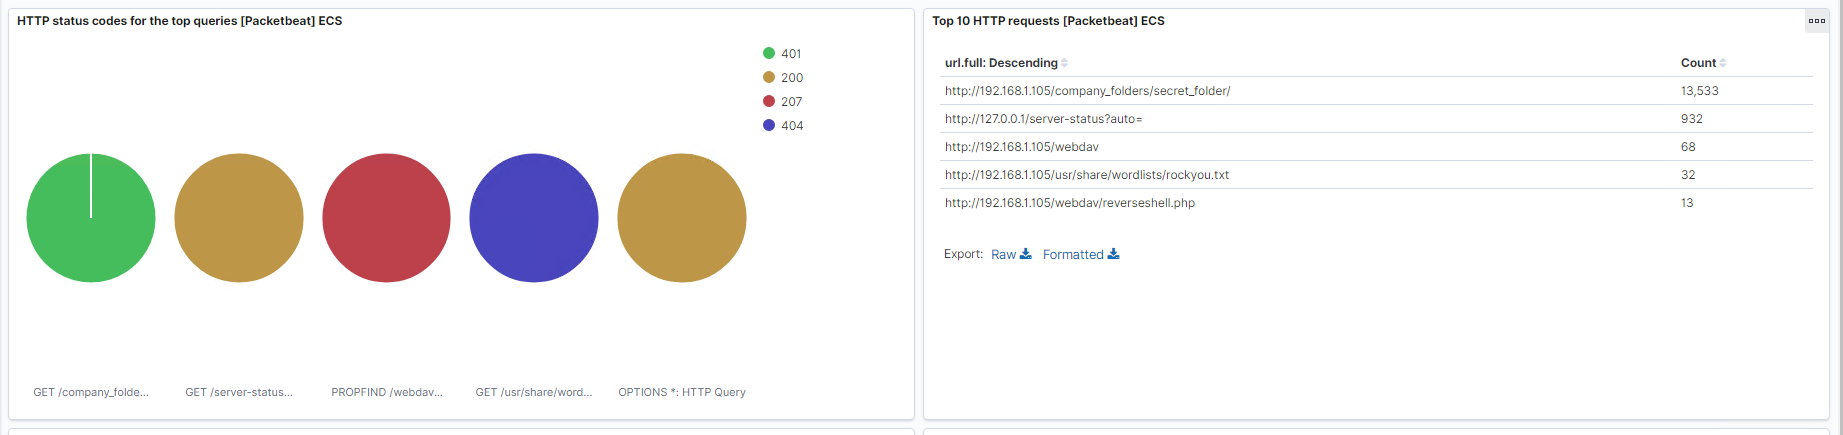 HTTP status codes for the top queries [Packetbeat] ECS
401
200
207
404
GET /company_folde...
GET /server-status...
PROPFIND /webdav...
GET /usr/share/word...
OPTIONS *: HTTP Query
Top 10 HTTP requests [Packetbeat] ECS
url.full: Descending Count
http://192.168.1.105/company_folders/secret_folder/ 13,533
http://127.0.0.1/server-status?auto= 932
http://192.168.1.105/webdav 68
http://192.168.1.105/usr/share/wordlists/rockyou.txt 32
http://192.168.1.105/webdav/reverseshell.php 13
Export: Raw Formatted